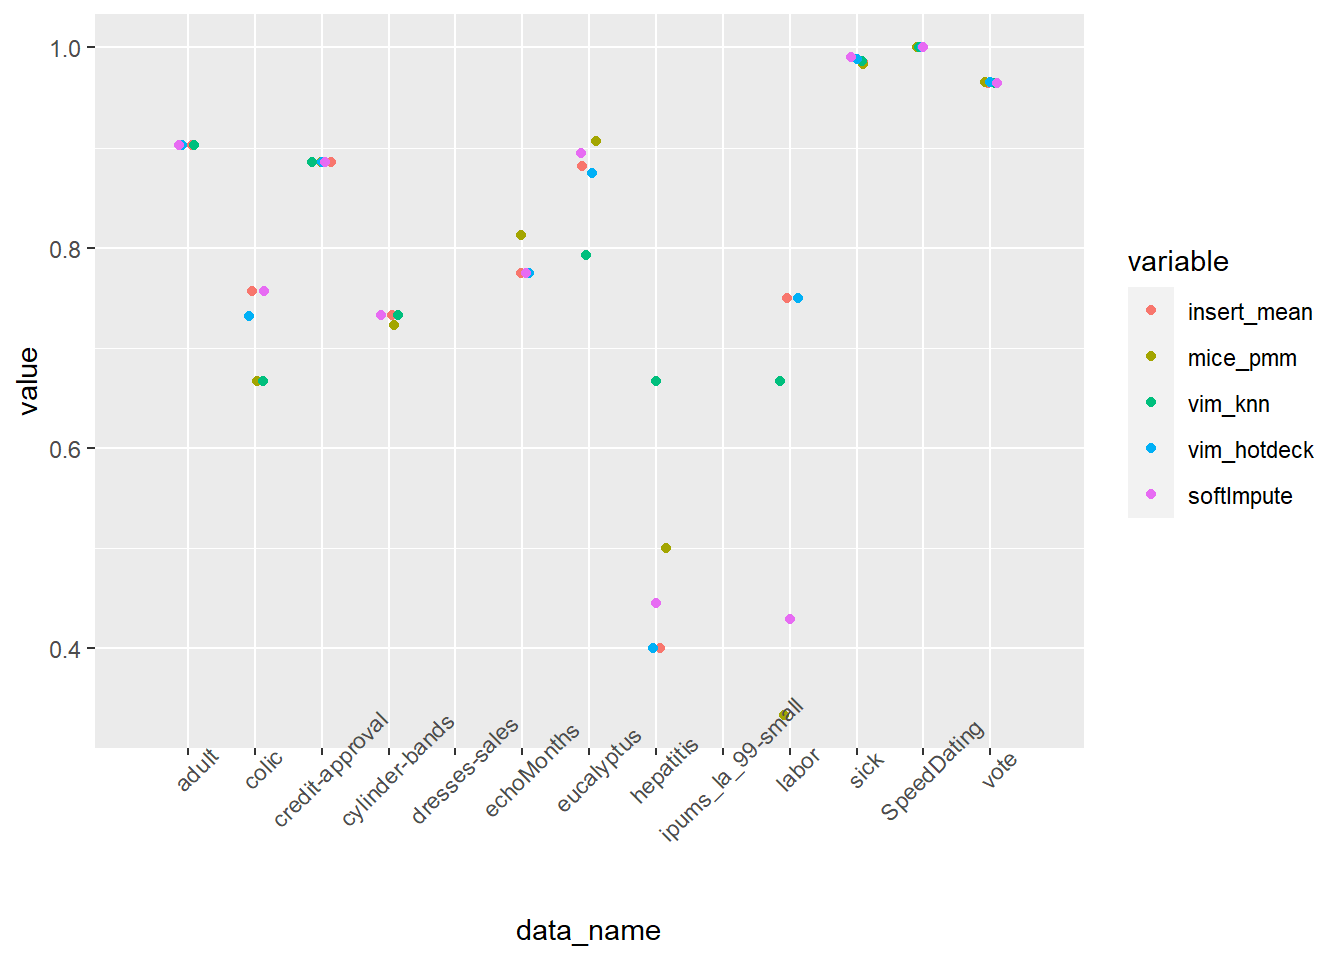 1.0
0.8
0.6
0.4
value
adult
colic
credit-approval
cylinder-bands
dresses-sales
echoMonths
eucalyptus
hepatitis
ipums_la_99-small
labor
sick
SpeedDating
vote
data_name
variable
insert_mean
mice_pmm
vim_knn
vim_hotdeck
softImpute